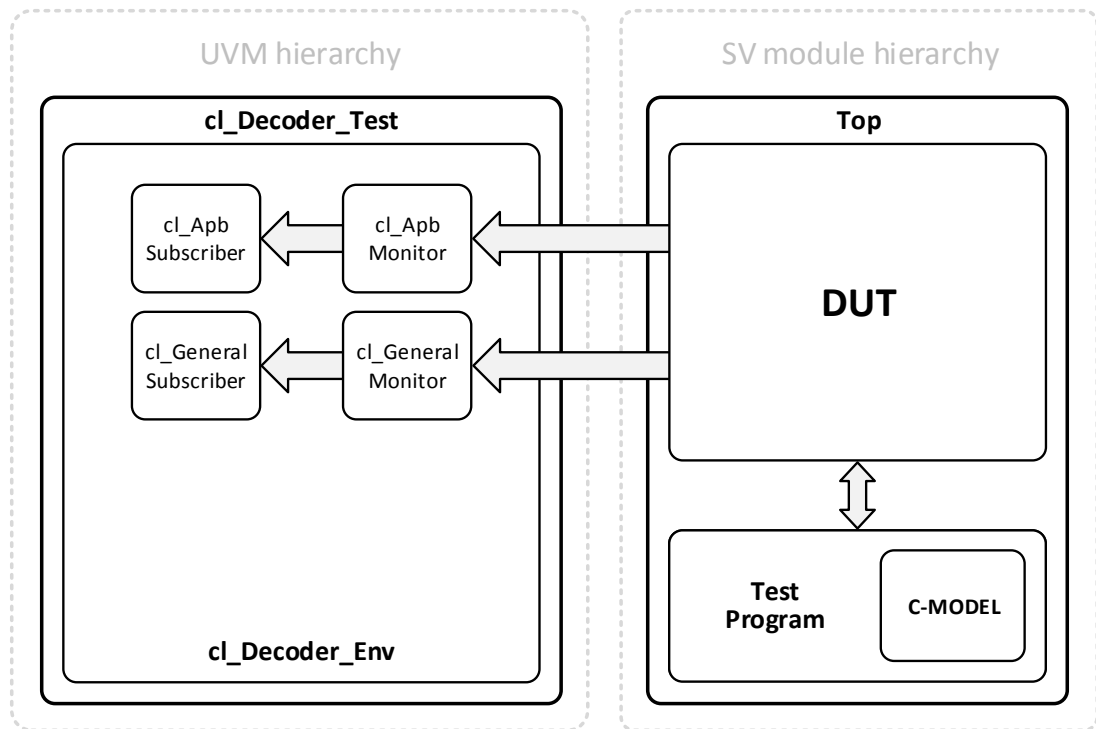 UVM hierarchy
cl_Decoder_Test
cl_Apb
Subscriber
cl_Apb
Monitor
cl_General
Subscriber
cl_General
Monitor
cl_Decoder_Env
SV module hierarchy
Top
DUT
Test
Program
C-MODEL